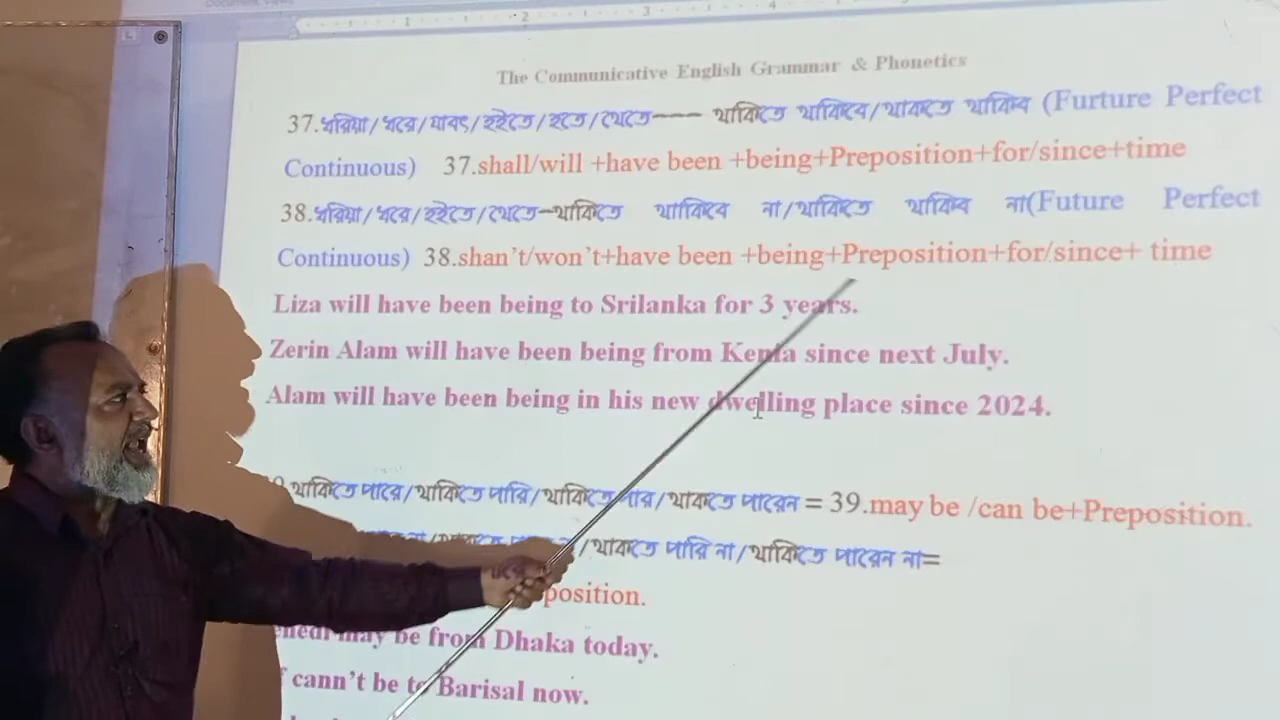 The Communicative English Grammar & Phonetics
37.ধরিয়া/ধরে/যাবৎ/হইতে/হতে/থেতে---- থাকিতে থাকিবে/থাকতে থাকিব (Furture Perfect
Continuous) 37.shall/will +have been +being+Preposition+for/since+time
38.ধরিয়া/ধরে/হইতে/থেতে-থাকিতে থাকিবে না/থাকিতে থাকিব না(Future Perfect
Continuous) 38.shan't/won't+have been +being+Preposition+for/since+ time
Liza will have been being to Srilanka for 3 years.
Zerin Alam will have been being from Kenia since next July.
Alam will have been being in his new dwelling place since 2024.
থাকিতে পারে/থাকিতে পারি/থাকিতে পার/থাকতে পারেন = 39.may be /can be+Preposition.
/থাকতে পারি না/থাকিতে পারেন না=
position.
may be from Dhaka today.
cann't be to Barisal now.